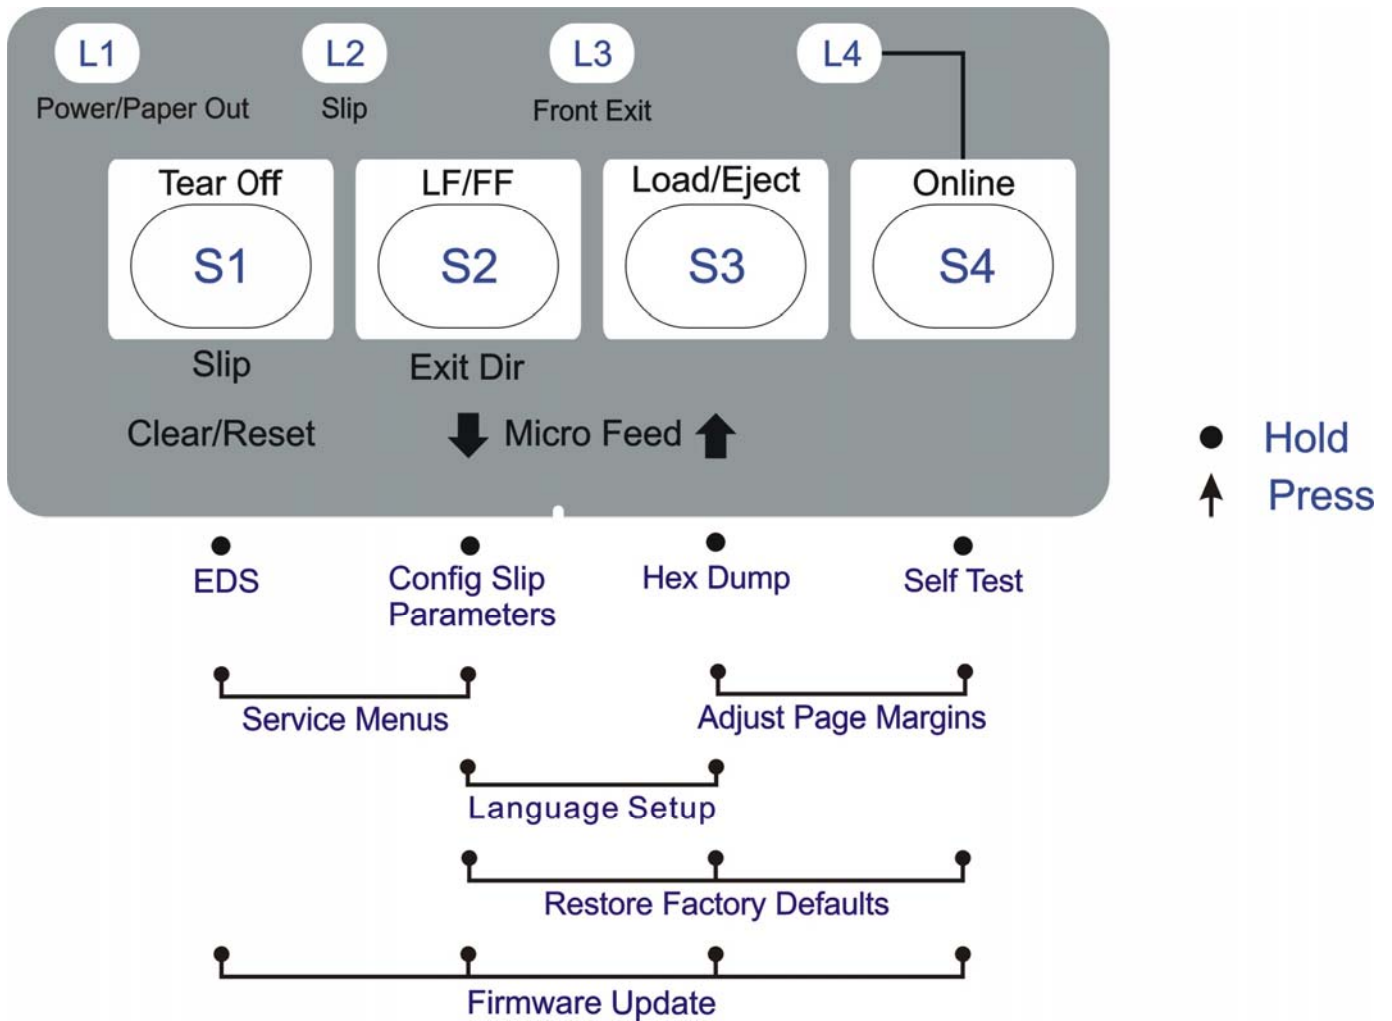 L1 L2 L3 L4
Power/Paper Out Slip Front Exit
Tear Off LF/FF Load/Eject Online
S1 S2 S3 S4
Slip Exit Dir
Clear/Reset Micro Feed
Hold
Press
EDS Config Slip Hex Dump Self Test
Parameters
Service Menus Adjust Page Margins
Language Setup
Restore Factory Defaults
Firmware Update